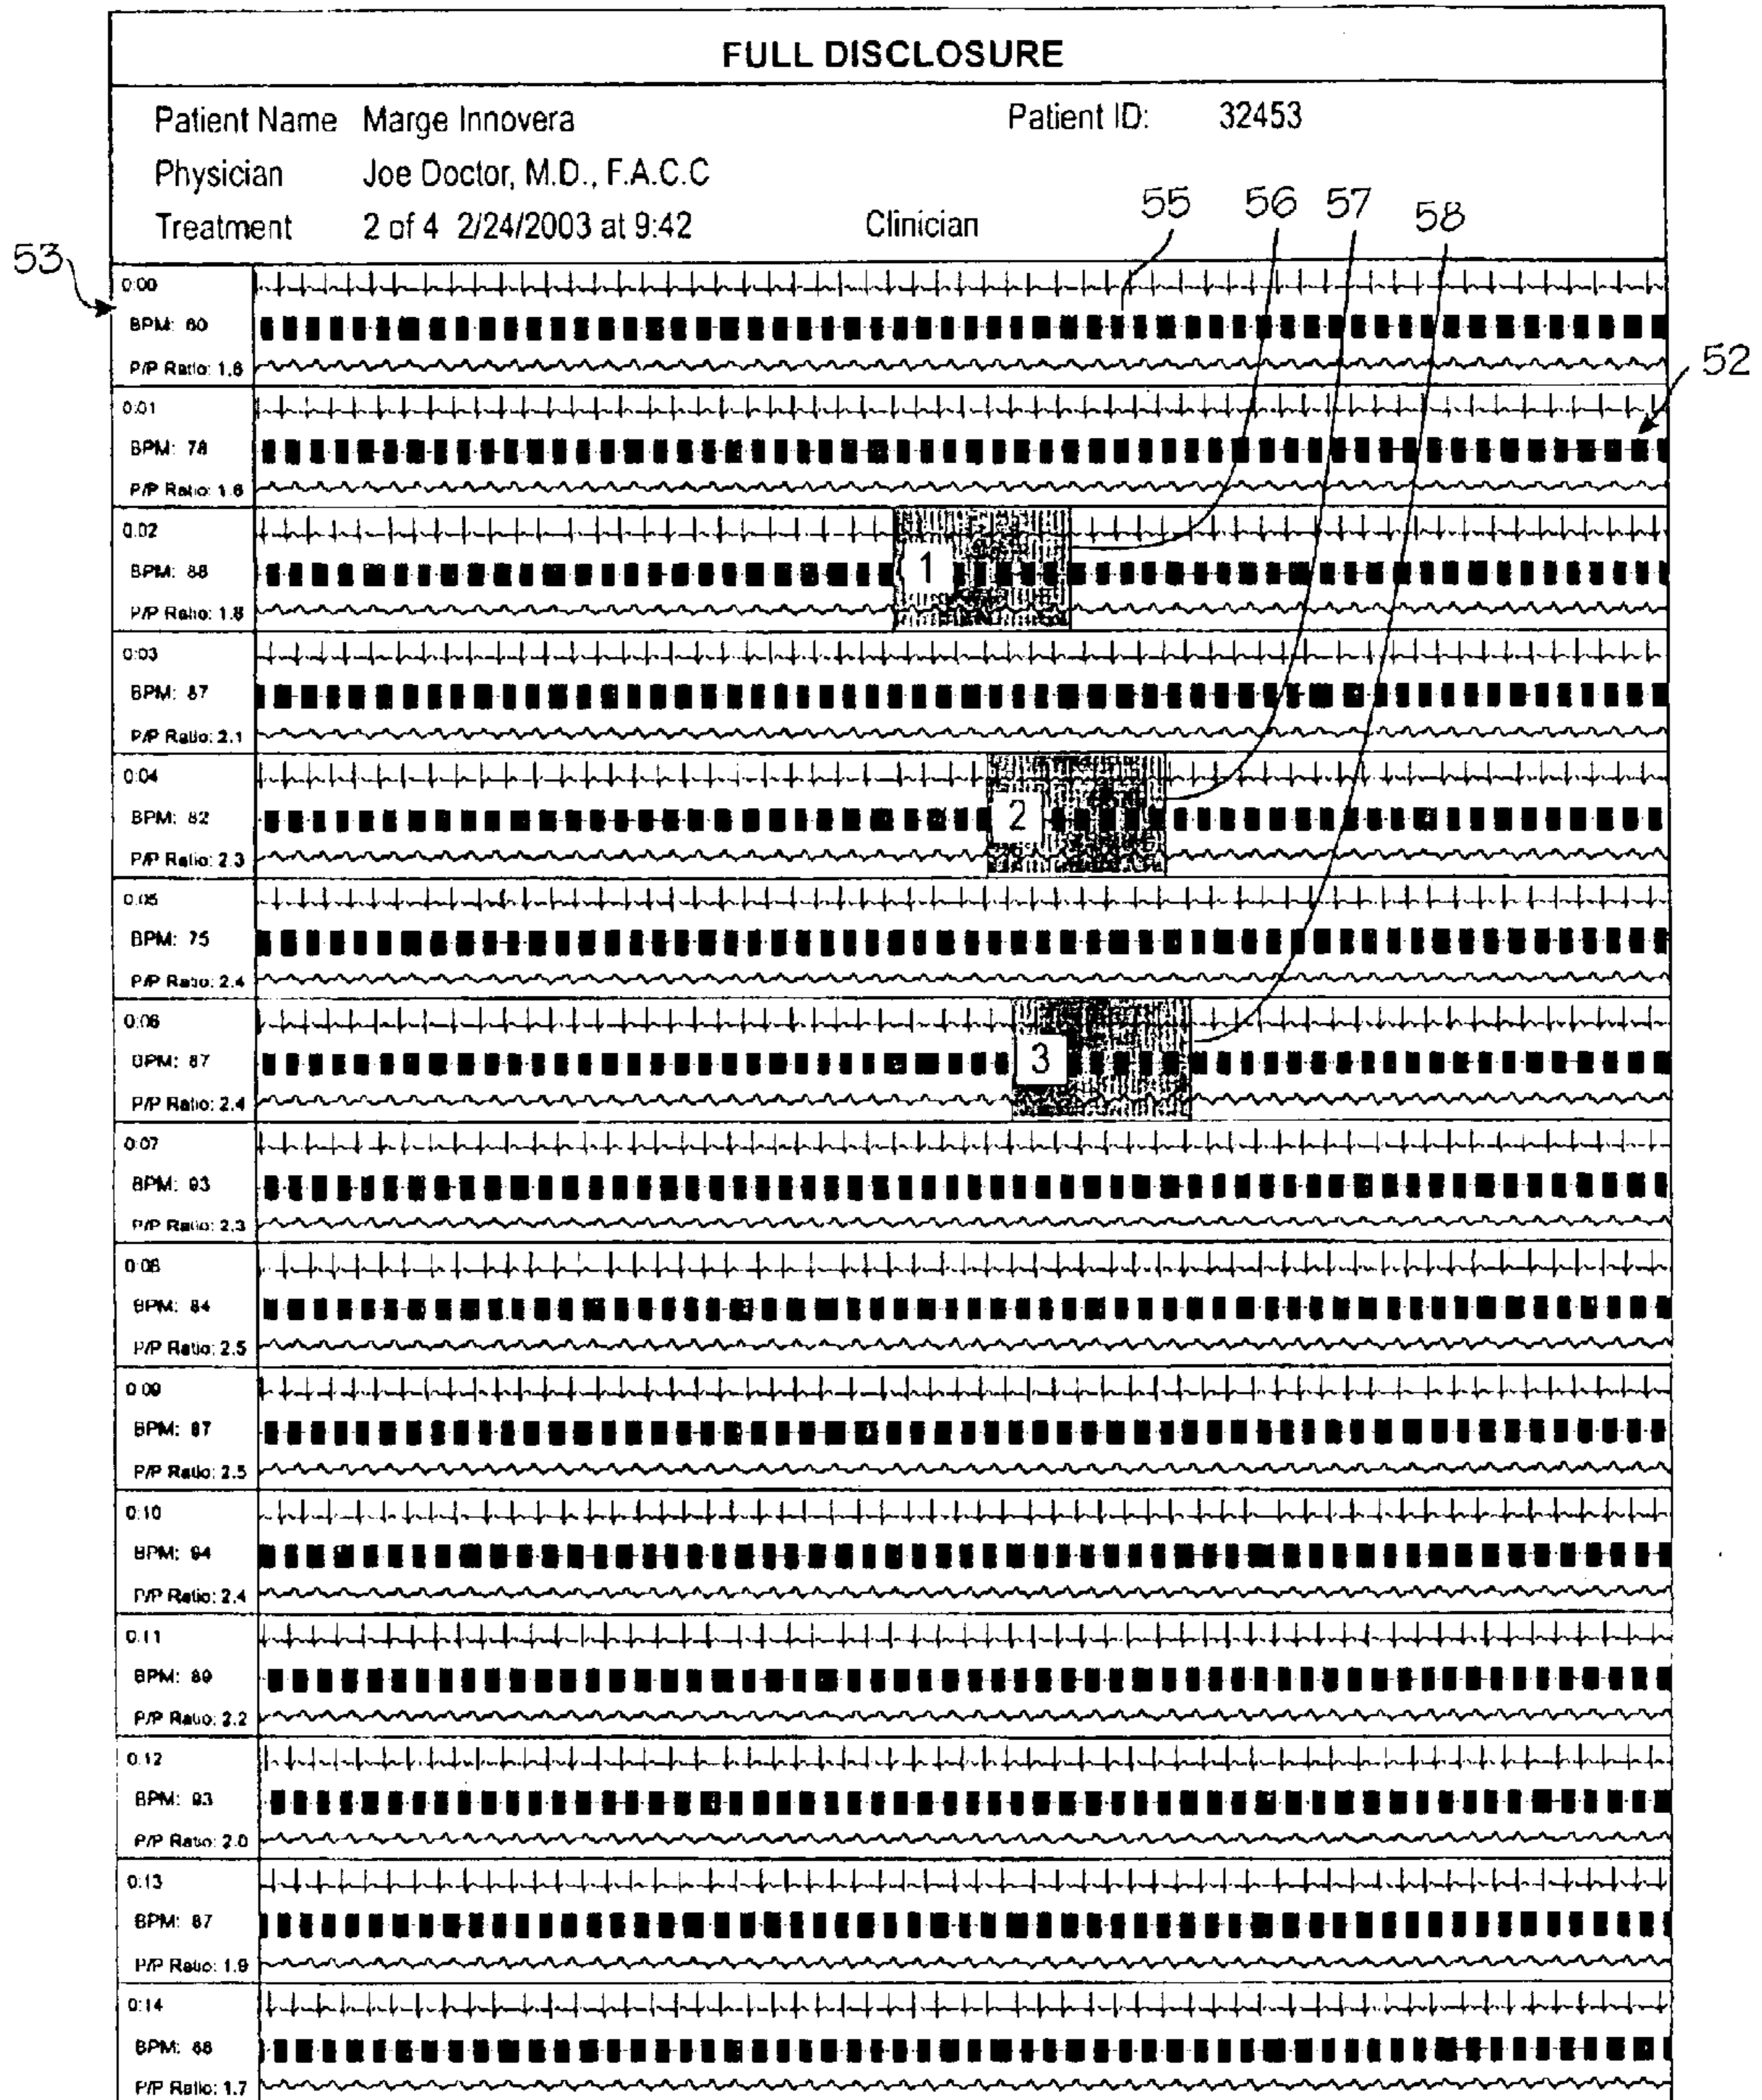 FULL DISCLOSURE
Patient Name Marge Innovera Patient ID: 32453
Physician Joe Doctor, M.D., F.A.C.C
Treatment 2 of 4 2/24/2003 at 9:42 Clinician
55 56 57 58
53
52
0:00
BPM: 80
P/P Ratio: 1.6
0:01
BPM: 78
P/P Ratio: 1.6
0:02
BPM: 88
P/P Ratio: 1.8
1
0:03
BPM: 87
P/P Ratio: 2.1
0:04
BPM: 82
P/P Ratio: 2.3
2
0:05
BPM: 75
P/P Ratio: 2.4
0:06
BPM: 87
P/P Ratio: 2.4
3
0:07
BPM: 93
P/P Ratio: 2.3
0:08
BPM: 84
P/P Ratio: 2.5
0:09
BPM: 87
P/P Ratio: 2.5
0:10
BPM: 94
P/P Ratio: 2.4
0:11
BPM: 89
P/P Ratio: 2.2
0:12
BPM: 93
P/P Ratio: 2.0
0:13
BPM: 87
P/P Ratio: 1.9
0:14
BPM: 88
P/P Ratio: 1.7